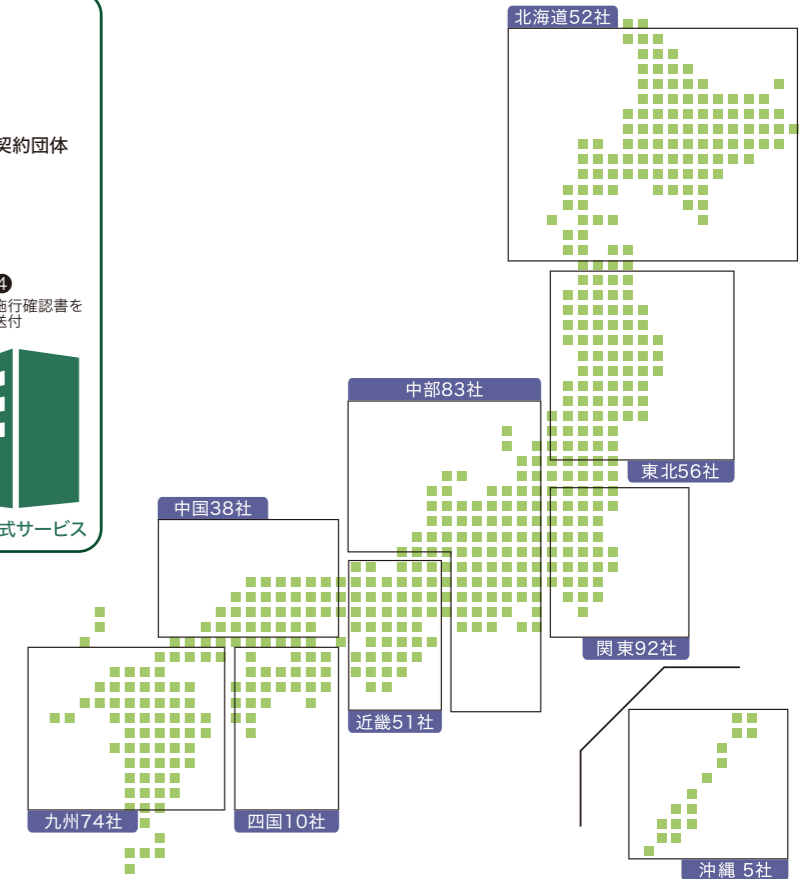 契約団体
4
施行確認書を
送付
式サービス
北海道52社
中部83社
東北56社
中国38社
関東92社
近畿51社
九州74社
四国10社
沖縄 5社